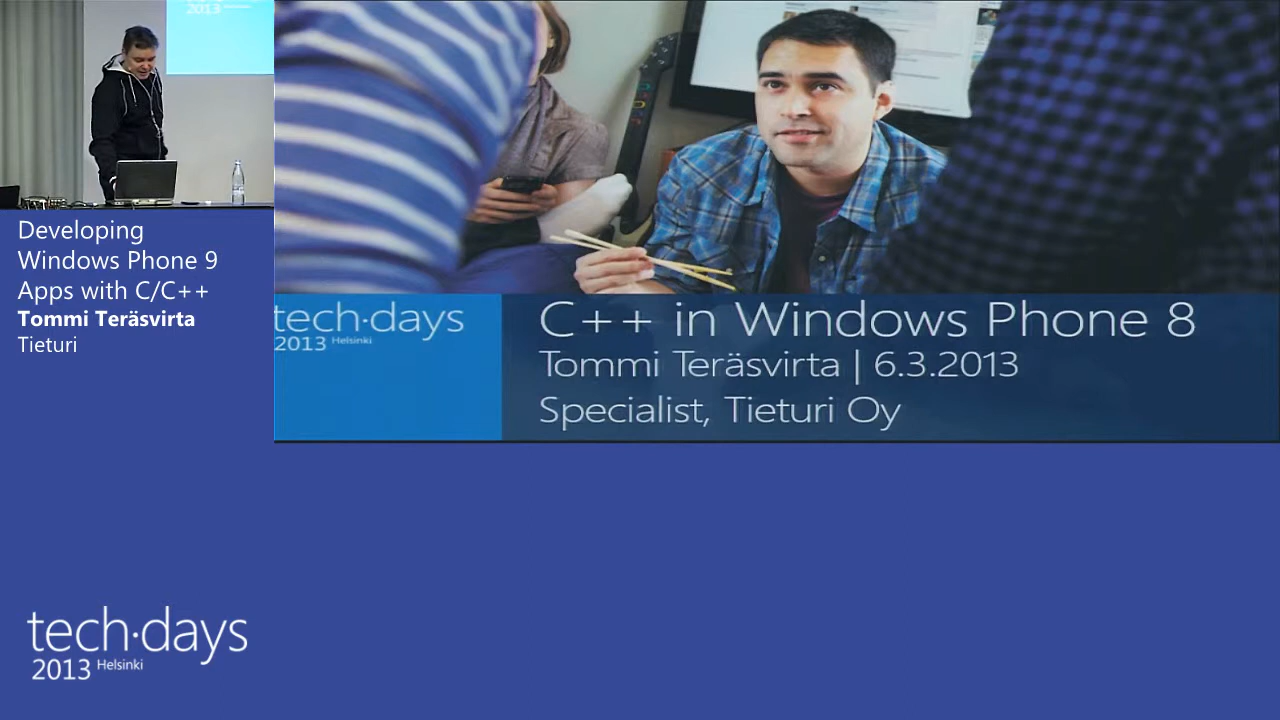 2013
Developing
Windows Phone 9
Apps with C/C++
Tommi Teräsvirta
Tieturi
tech·days
2013 Helsinki
C++ in Windows Phone 8
Tommi Teräsvirta | 6.3.2013
Specialist, Tieturi Oy
tech·days
2013 Helsinki